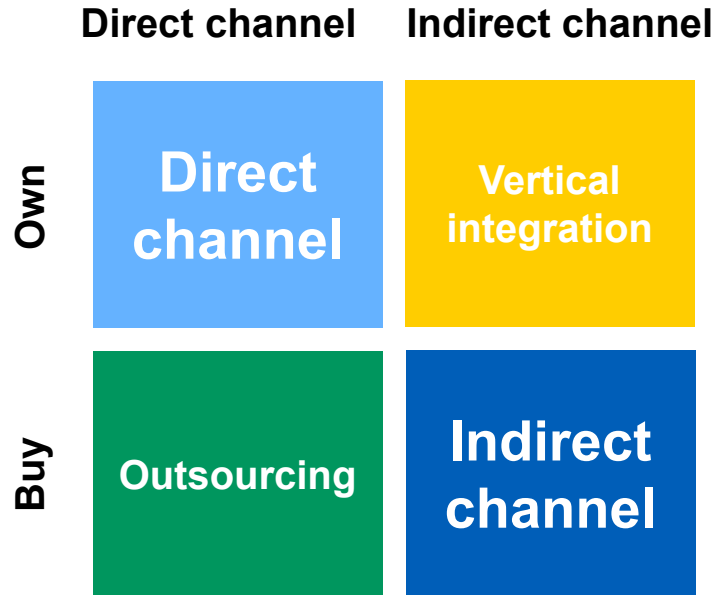 Direct channel Indirect channel
Own
Direct
channel
Vertical
integration
Buy
Outsourcing
Indirect
channel